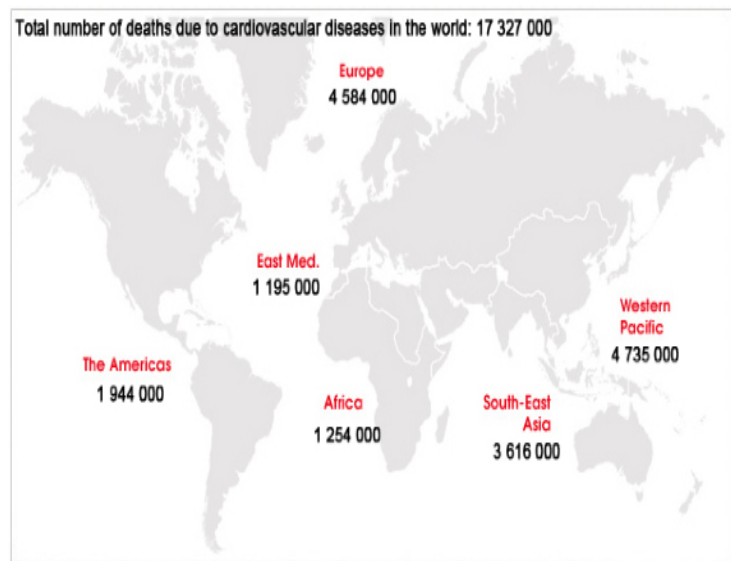 Total number of deaths due to cardiovascular diseases in the world: 17 327 000
Europe
4 584 000
East Med.
1 195 000
Western
Pacific
4 735 000
The Americas
1 944 000
Africa
1 254 000
South-East
Asia
3 616 000